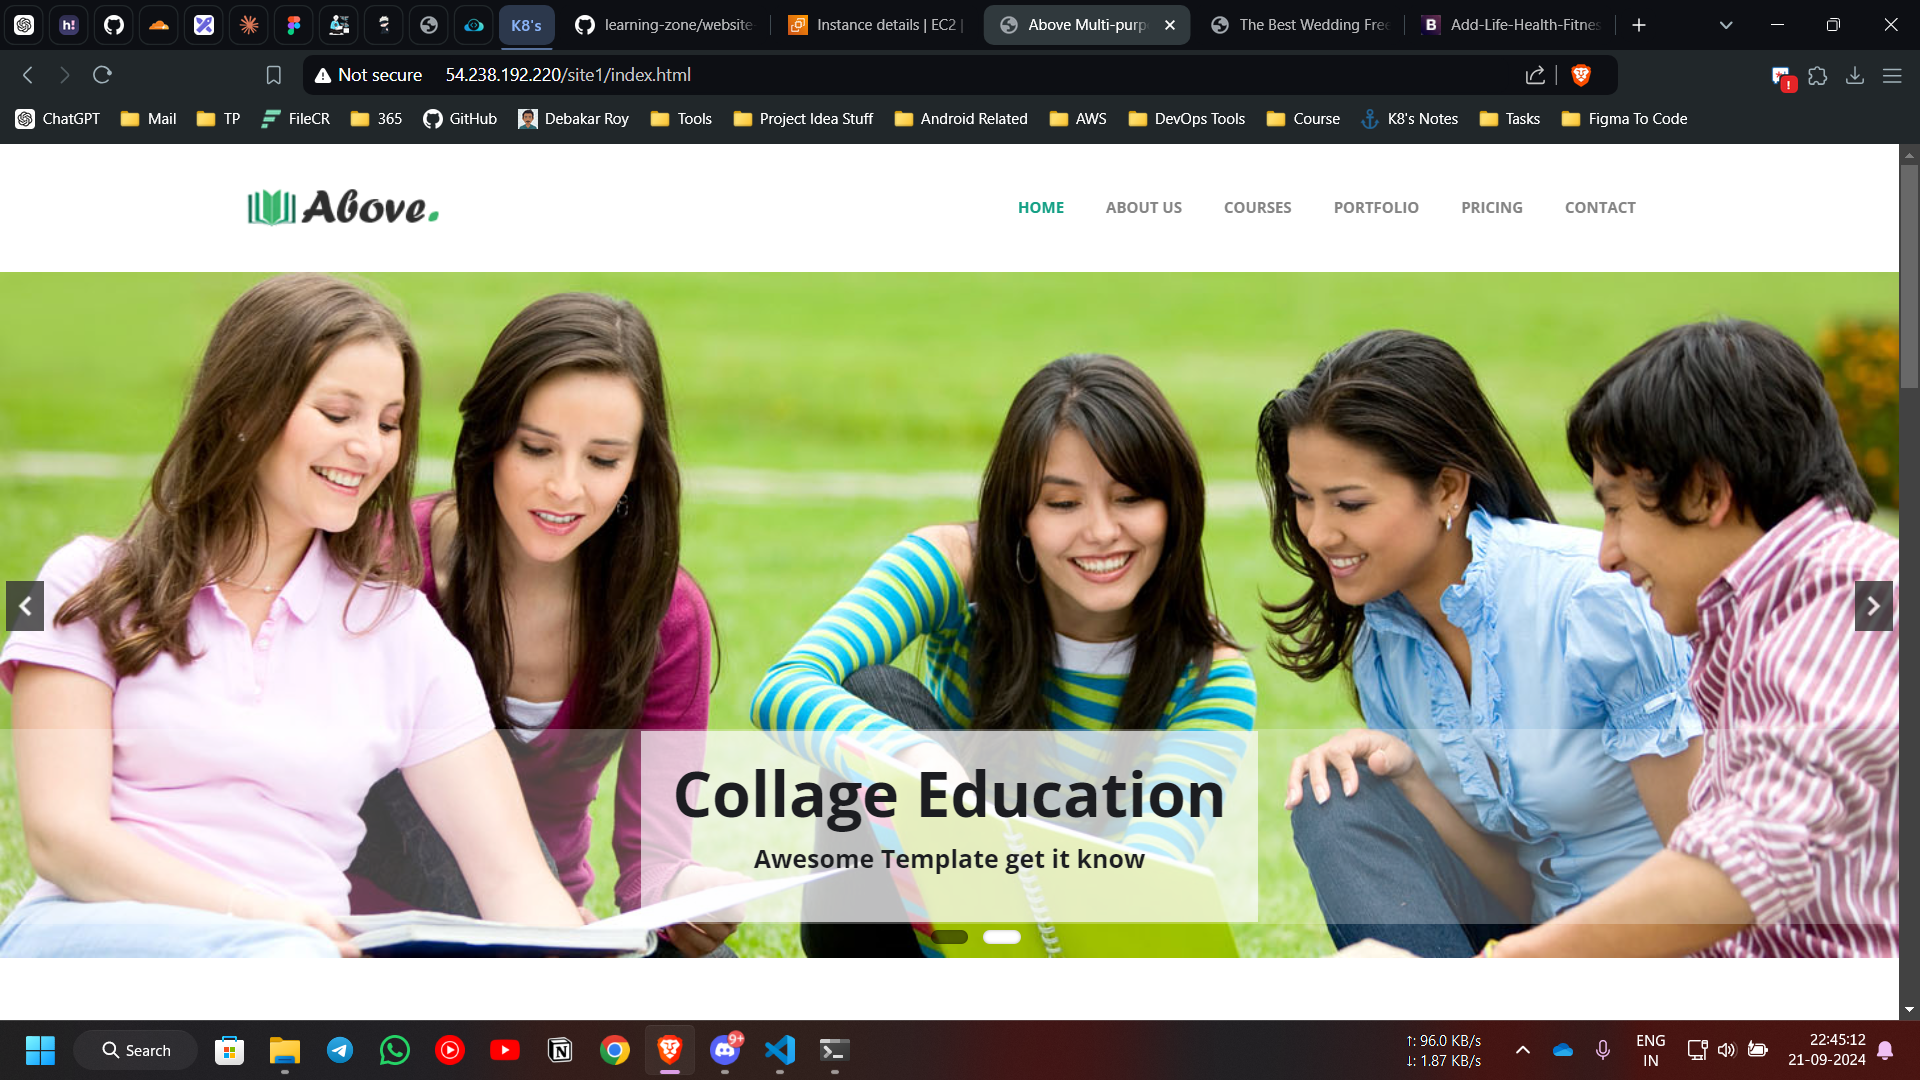 K8's
learning-zone/website
Instance details | EC2 |
Above Multi-purp
The Best Wedding Free
Add-Life-Health-Fitnes
Not secure
54.238.192.220/site1/index.html
ChatGPT
Mail
TP
FileCR
365
GitHub
Debakar Roy
Tools
Project Idea Stuff
Android Related
AWS
DevOps Tools
Course
K8's Notes
Tasks
Figma To Code
Above.
HOME
ABOUT US
COURSES
PORTFOLIO
PRICING
CONTACT
Collage Education
Awesome Template get it know
Search
9+
↑: 96.0 KB/s
↓: 1.87 KB/s
ENG
IN
22:45:12
21-09-2024